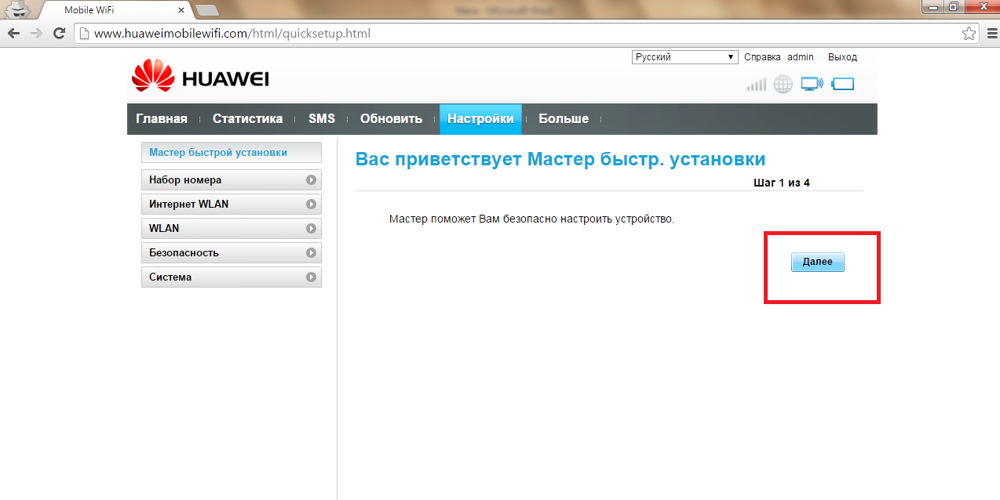 Mobile WiFi
www.huaweimobilewifi.com/html/quicksetup.html
Русский Справка admin Выход
HUAWEI
Главная Статистика SMS Обновить Настройки Больше
Мастер быстрой установки
Набор номера
Интернет WLAN
WLAN
Безопасность
Система
Вас приветствует Мастер быстр. установки
Шаг 1 из 4
Мастер поможет Вам безопасно настроить устройство.
Далее